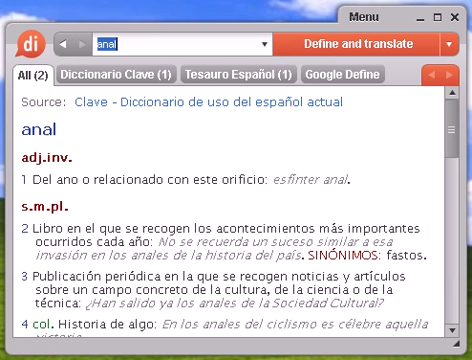 Menu
di
anal
Define and translate
All (2)
Diccionario Clave (1)
Tesauro Español (1)
Google Define
Source: Clave - Diccionario de uso del español actual
anal
adj.inv.
1 Del ano o relacionado con este orificio: esfínter anal.
s.m.pl.
2 Libro en el que se recogen los acontecimientos más importantes
ocurridos cada año: No se recuerda un suceso similar a esa
invasión en los anales de la historia del país. SINÓNIMOS: fastos.
3 Publicación periódica en la que se recogen noticias y artículos
sobre un campo concreto de la cultura, de la ciencia o de la
técnica: ¿Han salido ya los anales de la Sociedad Cultural?
4 col. Historia de algo: En los anales del ciclismo es célebre aquella
victoria.